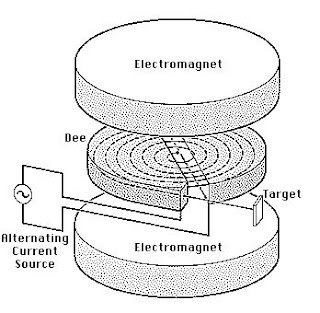 Electromagnet
Dee
Target
Alternating
Current
Source
Electromagnet